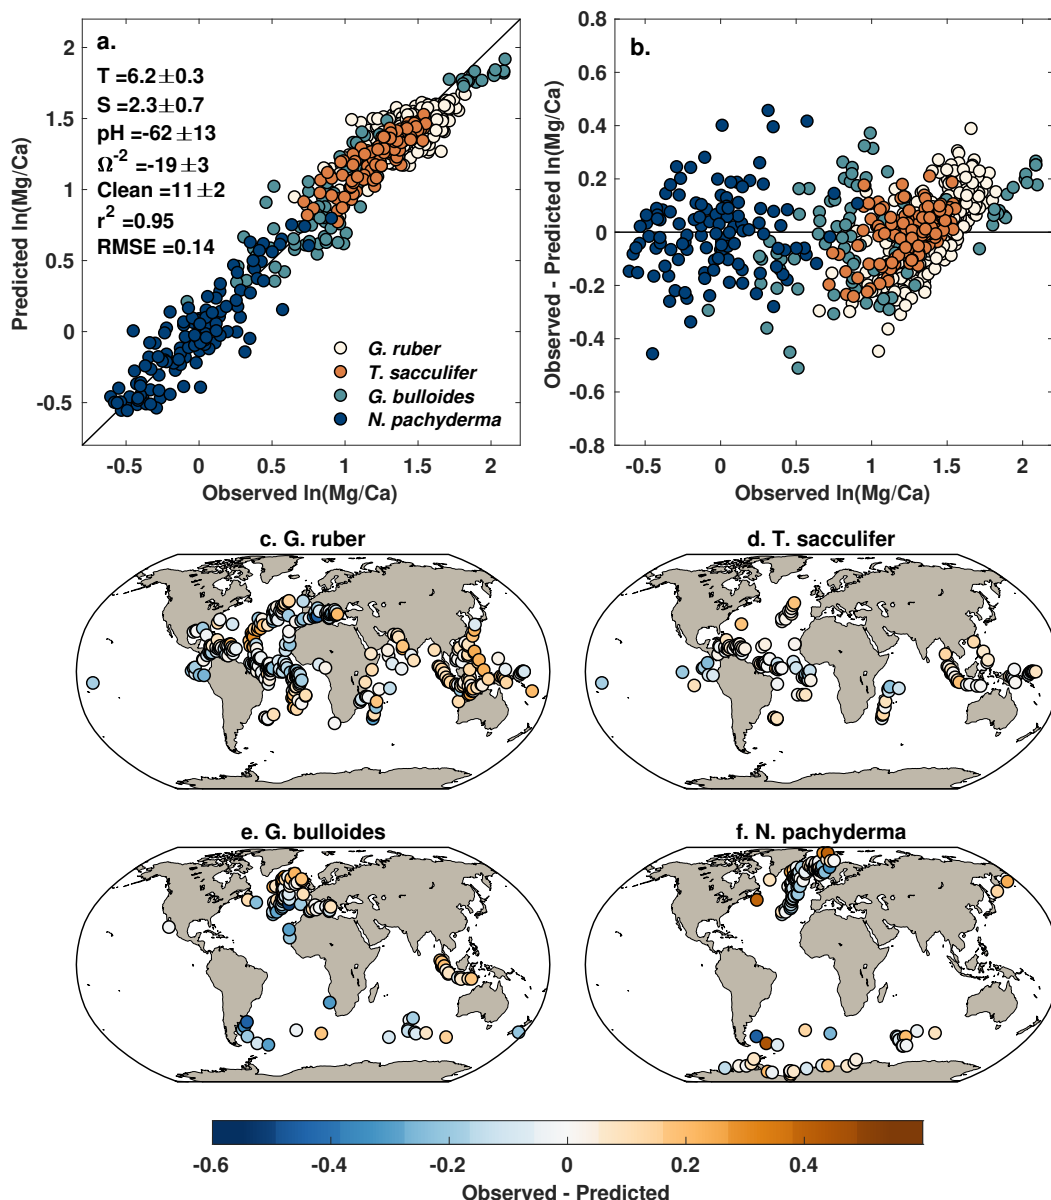 a.
T =6.2±0.3
S =2.3±0.7
pH =-62 ±13
Ω-2 =-19 ±3
Clean =11 ±2
r2 =0.95
RMSE =0.14
2
1.5
1
0.5
0
-0.5
Predicted ln(Mg/Ca)
G. ruber
T. sacculifer
G. bulloides
N. pachyderma
-0.5 0 0.5 1 1.5 2
Observed ln(Mg/Ca)
b.
0.8
0.6
0.4
0.2
0
-0.2
-0.4
-0.6
-0.8
Observed - Predicted ln(Mg/Ca)
-0.5 0 0.5 1 1.5 2
Observed ln(Mg/Ca)
c. G. ruber
d. T. sacculifer
e. G. bulloides
f. N. pachyderma
-0.6 -0.4 -0.2 0 0.2 0.4
Observed - Predicted